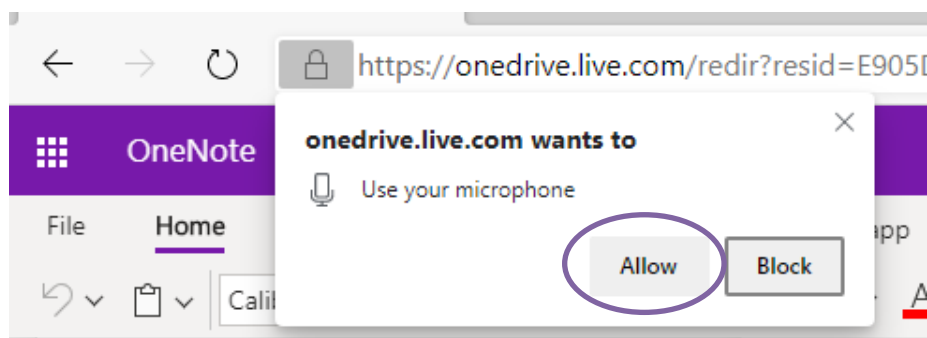 https://onedrive.live.com/redir?resid=E905D
OneNote
onedrive.live.com wants to
Use your microphone
File Home app
Allow Block
Cali
A